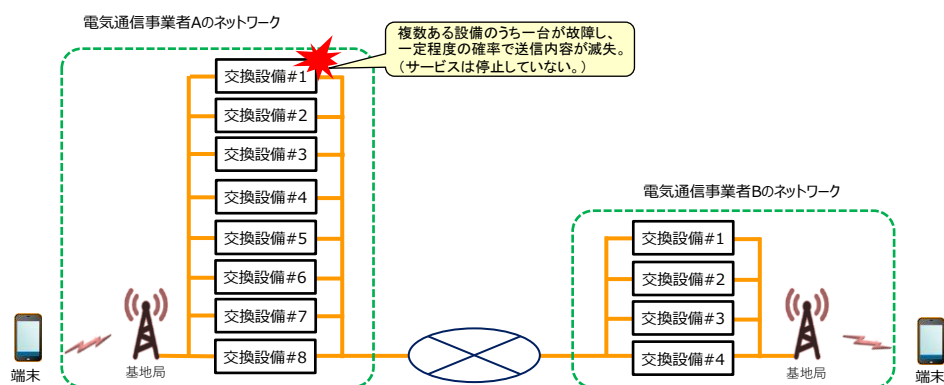 電気通信事業者Aのネットワーク
複数ある設備のうち一台が故障し、
一定程度の確率で送信内容が滅失。
（サービスは停止していない。）
交換設備#1
交換設備#2
交換設備#3
交換設備#4
交換設備#5
交換設備#6
交換設備#7
交換設備#8
基地局
端末
電気通信事業者Bのネットワーク
交換設備#1
交換設備#2
交換設備#3
交換設備#4
基地局
端末